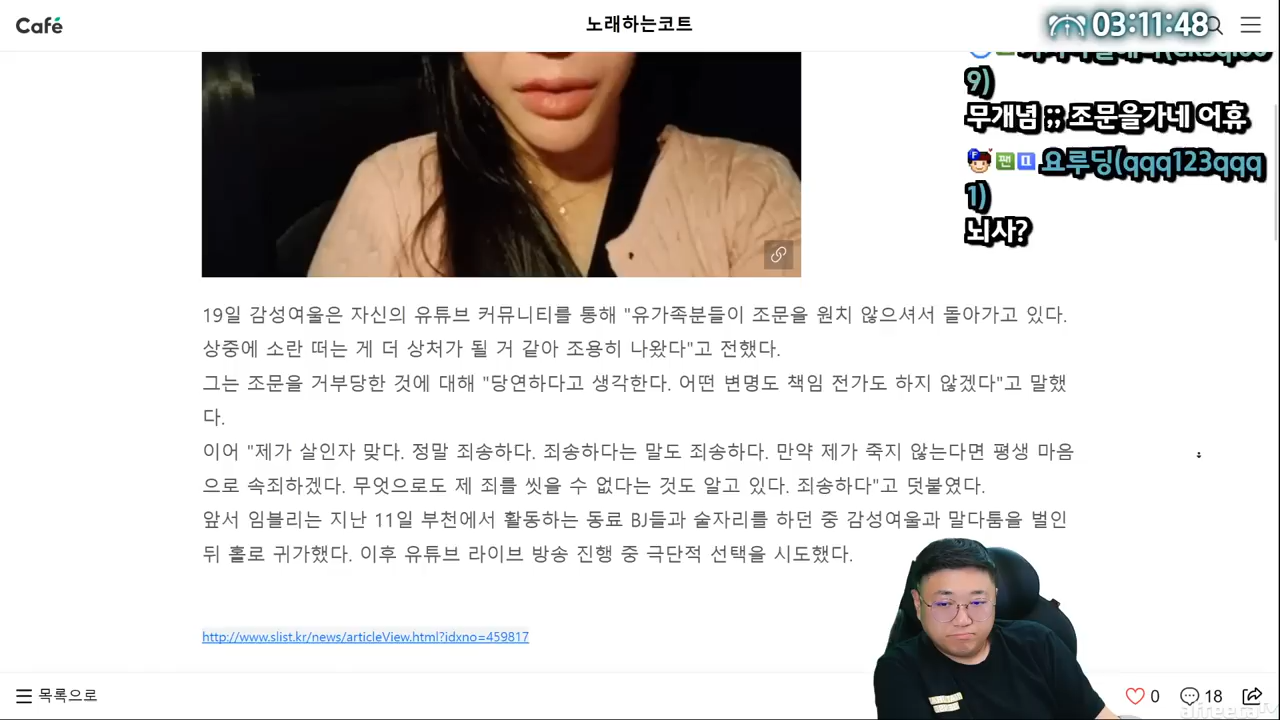 Café
노래하는코트
03:11:48
9)
무개념 ;; 조문을가네 어휴
F 팬 요루딩(qqq123qqq
1)
뇌사?
19일 감성여울은 자신의 유튜브 커뮤니티를 통해 "유가족분들이 조문을 원치 않으셔서 돌아가고 있다.
상중에 소란 떠는 게 더 상처가 될 거 같아 조용히 나왔다"고 전했다.
그는 조문을 거부당한 것에 대해 "당연하다고 생각한다. 어떤 변명도 책임 전가도 하지 않겠다"고 말했
다.
이어 "제가 살인자 맞다. 정말 죄송하다. 죄송하다는 말도 죄송하다. 만약 제가 죽지 않는다면 평생 마음
으로 속죄하겠다. 무엇으로도 제 죄를 씻을 수 없다는 것도 알고 있다. 죄송하다"고 덧붙였다.
앞서 임블리는 지난 11일 부천에서 활동하는 동료 BJ들과 술자리를 하던 중 감성여울과 말다툼을 벌인
뒤 홀로 귀가했다. 이후 유튜브 라이브 방송 진행 중 극단적 선택을 시도했다.
http://www.slist.kr/news/articleView.html?idxno=459817
목록으로
0
18
afreecaTV